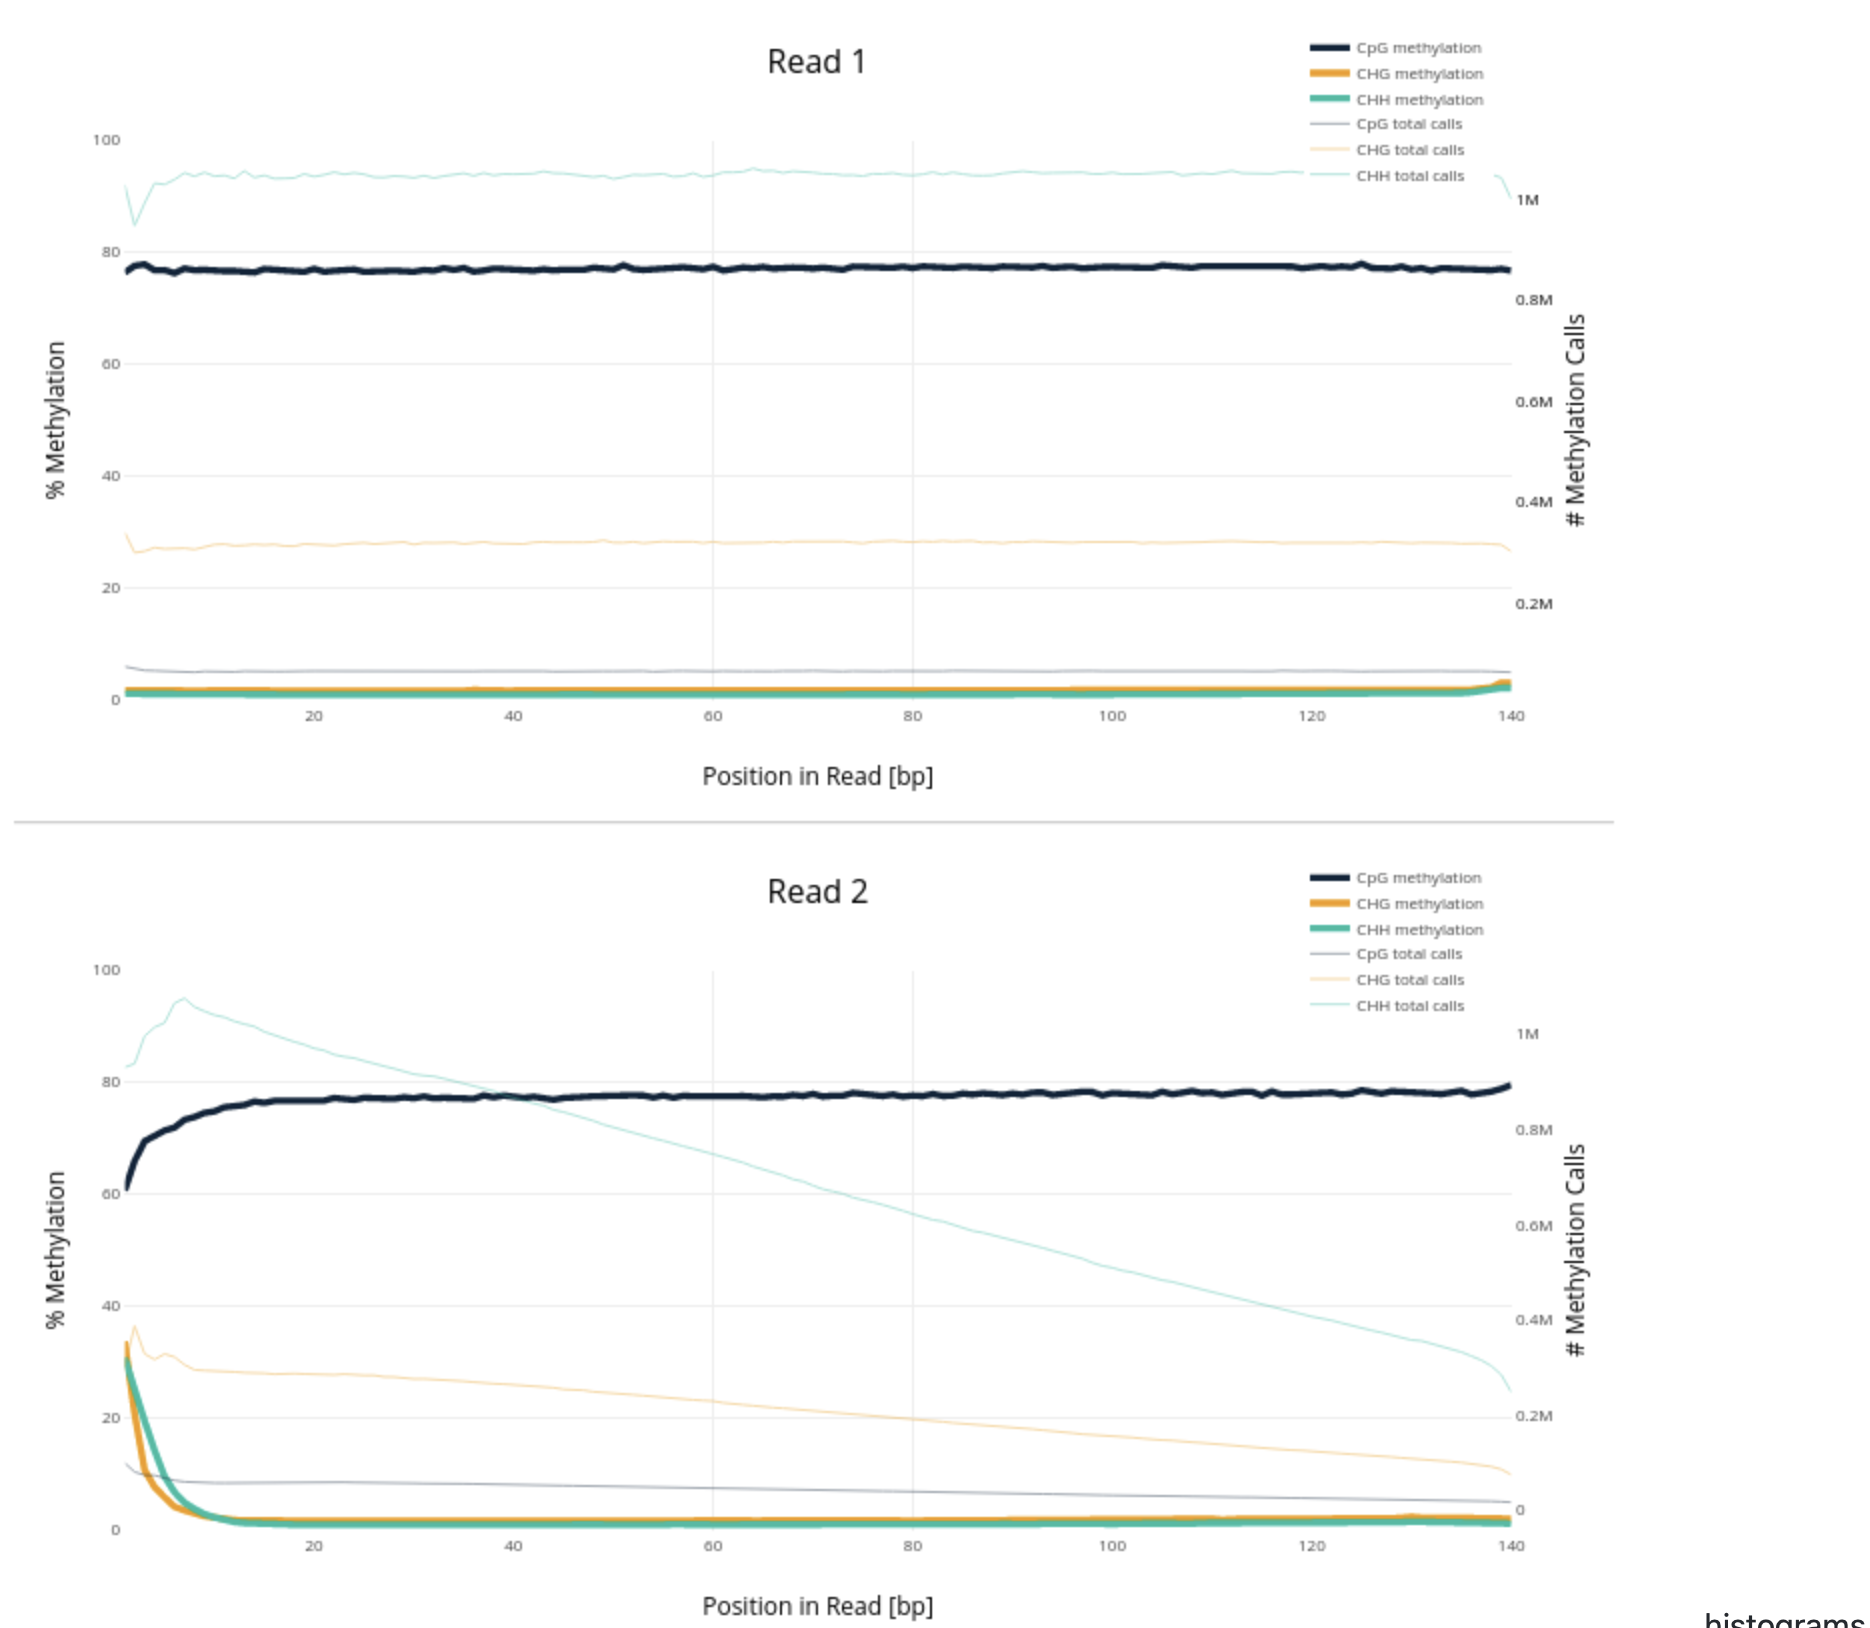 Read 1
CpG methylation
CHG methylation
CHH methylation
CpG total calls
CHG total calls
CHH total calls
100
80
60
40
20
0
% Methylation
1M
0.8M
0.6M
0.4M
0.2M
# Methylation Calls
20 40 60 80 100 120 140
Position in Read [bp]
Read 2
CpG methylation
CHG methylation
CHH methylation
CpG total calls
CHG total calls
CHH total calls
100
80
60
40
20
0
% Methylation
1M
0.8M
0.6M
0.4M
0.2M
0
# Methylation Calls
20 40 60 80 100 120 140
Position in Read [bp]
histograms